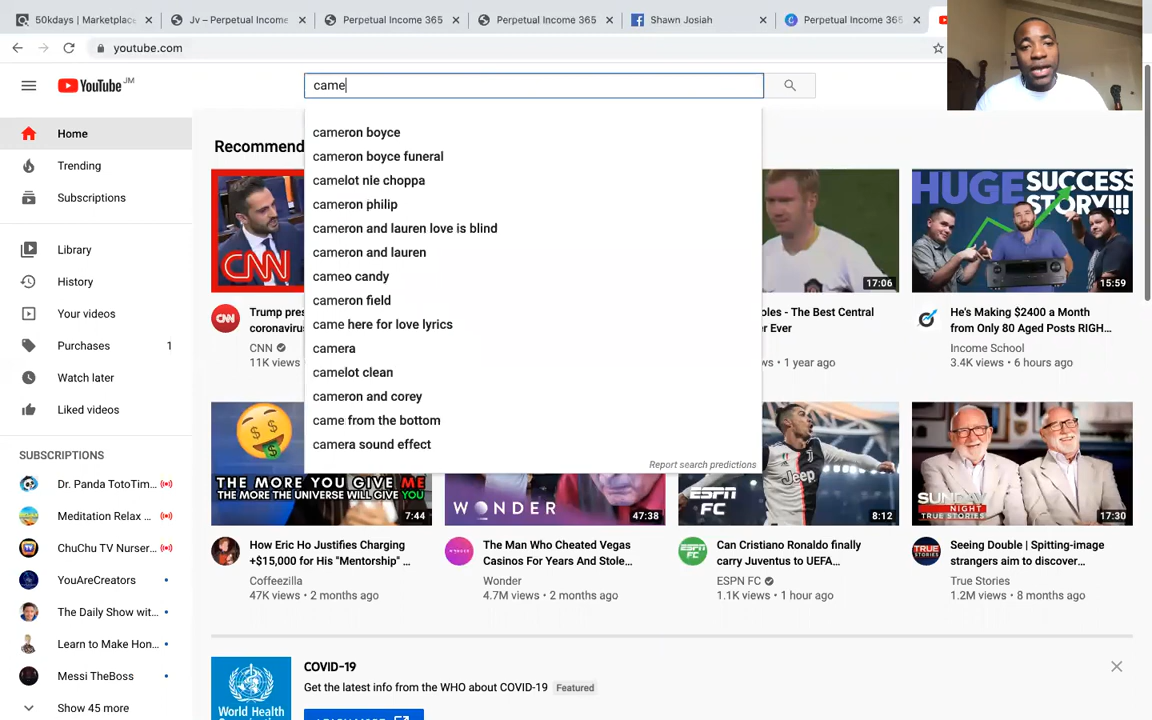 50kdays | Marketplace
Jv – Perpetual Income
Perpetual Income 365
Perpetual Income 365
Shawn Josiah
Perpetual Income 365
youtube.com
YouTube JM
came
cameron boyce
cameron boyce funeral
camelot nle choppa
cameron philip
cameron and lauren love is blind
cameron and lauren
cameo candy
cameron field
came here for love lyrics
camera
camelot clean
cameron and corey
came from the bottom
camera sound effect
Report search predictions
Home
Trending
Subscriptions
Library
History
Your videos
Purchases 1
Watch later
Liked videos
SUBSCRIPTIONS
Dr. Panda TotoTim...
Meditation Relax ...
ChuChu TV Nurser...
YouAreCreators
The Daily Show wit...
Learn to Make Hon...
Messi TheBoss
Show 45 more
Recommend
CNN
17:06
HUGE SUCCESS
STORY!!!
15:59
CNN
Trump pres
coronavirus
CNN
11K views •
oles - The Best Central
r Ever
ws • 1 year ago
He's Making $2400 a Month
from Only 80 Aged Posts RIGH...
Income School
3.4K views • 6 hours ago
THE MORE YOU GIVE ME
THE MORE THE UNIVERSE WILL GIVE YOU
7:44
WONDER
47:38
ESPN
FC
8:12
SUNDAY
NIGHT
TRUE STORIES
17:30
How Eric Ho Justifies Charging
+$15,000 for His "Mentorship" ...
Coffeezilla
47K views • 2 months ago
WONDER
The Man Who Cheated Vegas
Casinos For Years And Stole...
Wonder
4.7M views • 2 months ago
FC
Can Cristiano Ronaldo finally
carry Juventus to UEFA...
ESPN FC
1.1K views • 1 hour ago
TRUE
STORIES
Seeing Double | Spitting-image
strangers aim to discover...
True Stories
1.2M views • 8 months ago
World Health
COVID-19
Get the latest info from the WHO about COVID-19 Featured
LEARN MORE